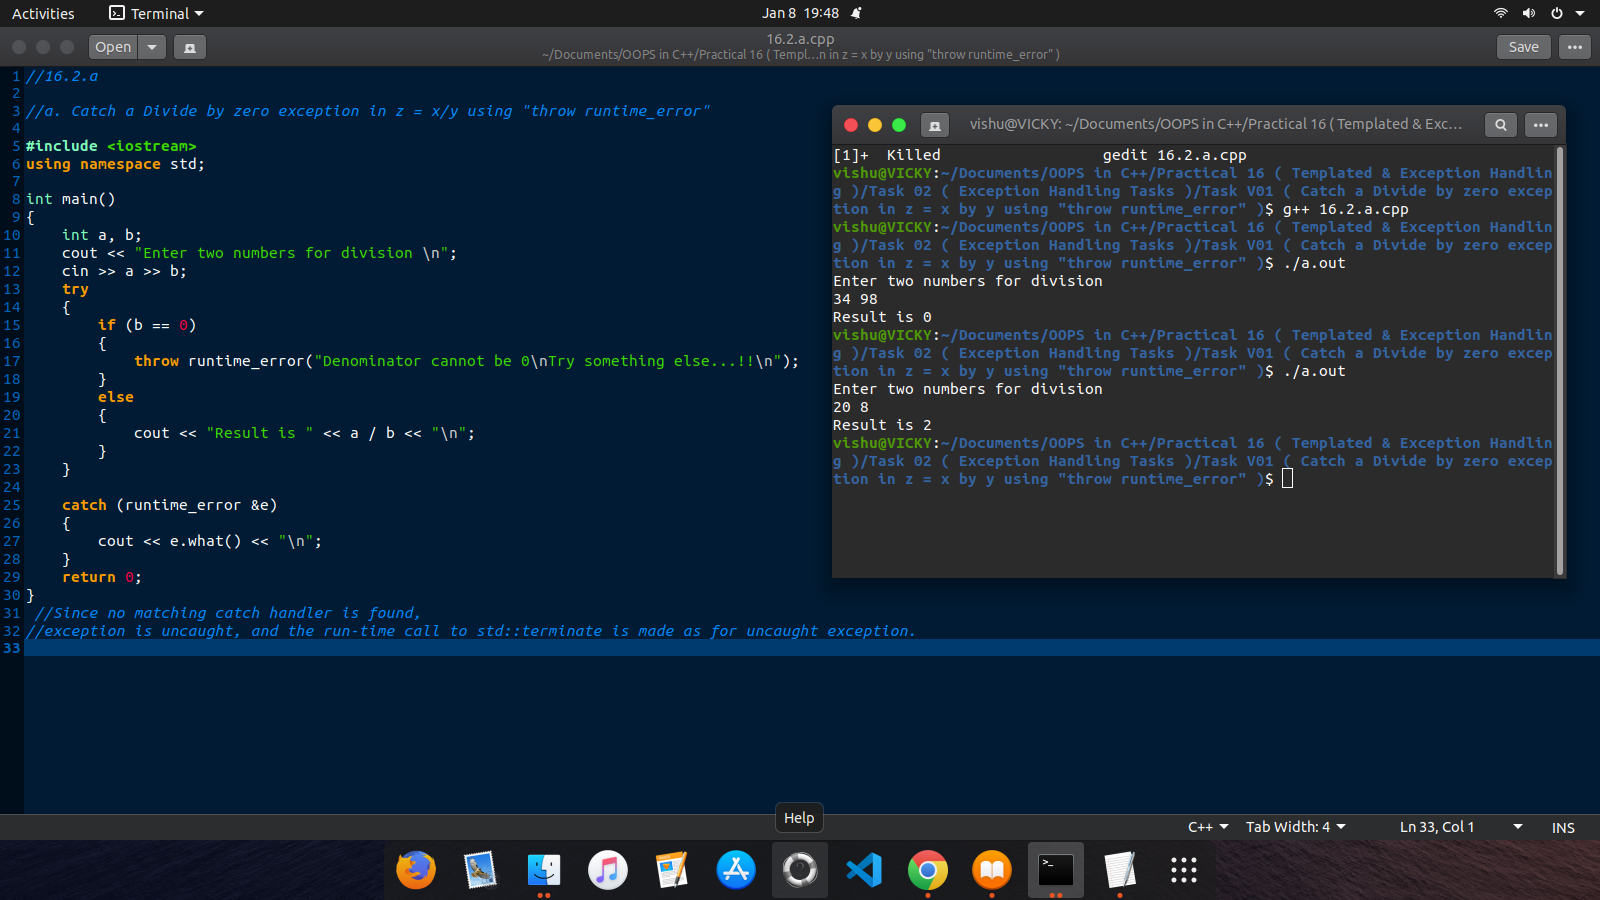 Activities
Terminal
Jan 8 19:48
Open
16.2.a.cpp
~/Documents/OOPS in C++/Practical 16 ( Templ...n in z = x by y using "throw runtime_error" )
Save
1 //16.2.a
2
3 //a. Catch a Divide by zero exception in z = x/y using "throw runtime_error"
4
5 #include <iostream>
6 using namespace std;
7
8 int main()
9 {
10 int a, b;
11 cout << "Enter two numbers for division \n";
12 cin >> a >> b;
13 try
14 {
15 if (b == 0)
16 {
17 throw runtime_error("Denominator cannot be 0\nTry something else...!!\n");
18 }
19 else
20 {
21 cout << "Result is " << a / b << "\n";
22 }
23 }
24
25 catch (runtime_error &e)
26 {
27 cout << e.what() << "\n";
28 }
29 return 0;
30 }
31 //Since no matching catch handler is found,
32 //exception is uncaught, and the run-time call to std::terminate is made as for uncaught exception.
33
vishu@VICKY: ~/Documents/OOPS in C++/Practical 16 ( Templated & Exc...
[1]+ Killed gedit 16.2.a.cpp
vishu@VICKY:~/Documents/OOPS in C++/Practical 16 ( Templated & Exception Handlin
g )/Task 02 ( Exception Handling Tasks )/Task V01 ( Catch a Divide by zero excep
tion in z = x by y using "throw runtime_error" )$ g++ 16.2.a.cpp
vishu@VICKY:~/Documents/OOPS in C++/Practical 16 ( Templated & Exception Handlin
g )/Task 02 ( Exception Handling Tasks )/Task V01 ( Catch a Divide by zero excep
tion in z = x by y using "throw runtime_error" )$ ./a.out
Enter two numbers for division
34 98
Result is 0
vishu@VICKY:~/Documents/OOPS in C++/Practical 16 ( Templated & Exception Handlin
g )/Task 02 ( Exception Handling Tasks )/Task V01 ( Catch a Divide by zero excep
tion in z = x by y using "throw runtime_error" )$ ./a.out
Enter two numbers for division
20 8
Result is 2
vishu@VICKY:~/Documents/OOPS in C++/Practical 16 ( Templated & Exception Handlin
g )/Task 02 ( Exception Handling Tasks )/Task V01 ( Catch a Divide by zero excep
tion in z = x by y using "throw runtime_error" )$
Help
C++
Tab Width: 4
Ln 33, Col 1
INS